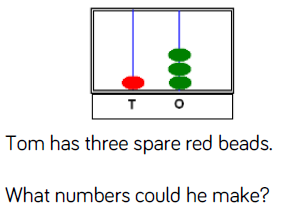 T O
Tom has three spare red beads.
What numbers could he make?